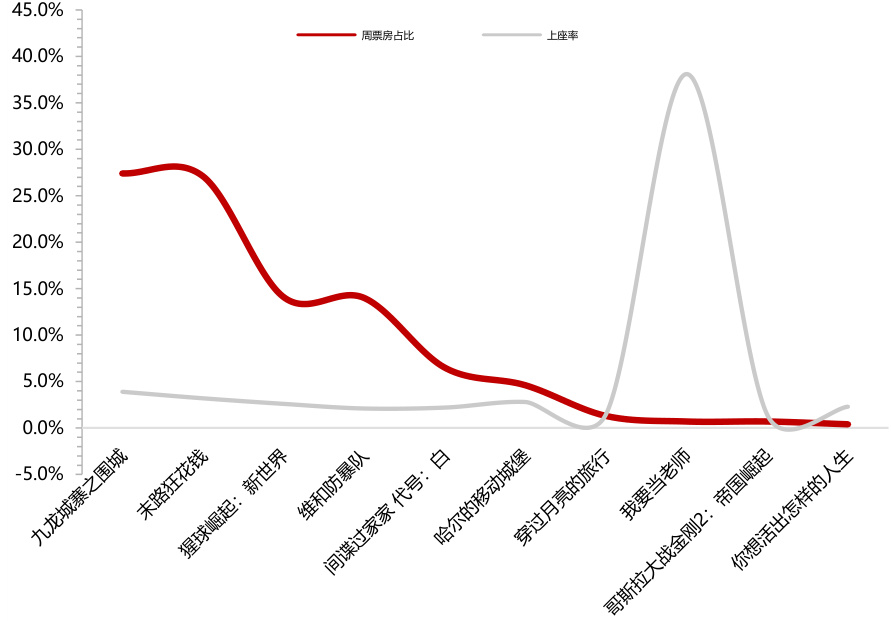 45.0%
周票房占比
上座率
40.0%
35.0%
30.0%
25.0%
20.0%
15.0%
10.0%
5.0%
0.0%
-5.0%
九龙城寨之围城
末路狂花钱
猩球崛起：新世界
维和防暴队
间谍过家家 代号：白
哈尔的移动城堡
穿过月亮的旅行
我要当老师
哥斯拉大战金刚2：帝国崛起
你想活出怎样的人生